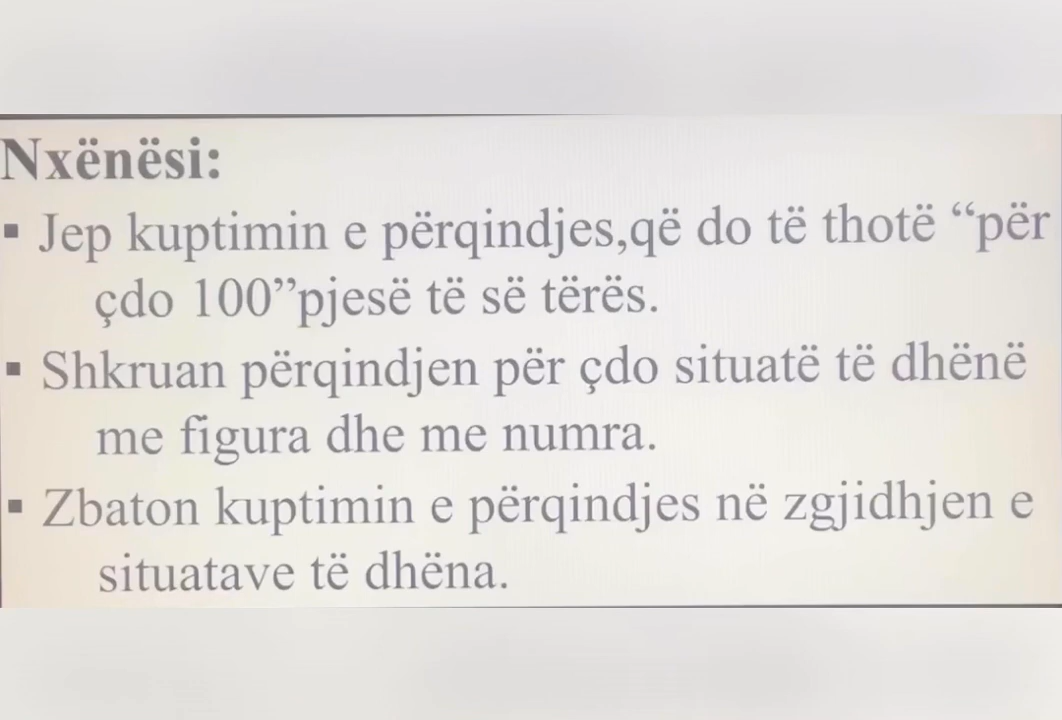 Nxënësi:
▪ Jep kuptimin e përqindjes,që do të thotë “për
çdo 100”pjesë të së tërës.
▪ Shkruan përqindjen për çdo situatë të dhënë
me figura dhe me numra.
▪ Zbaton kuptimin e përqindjes në zgjidhjen e
situatave të dhëna.